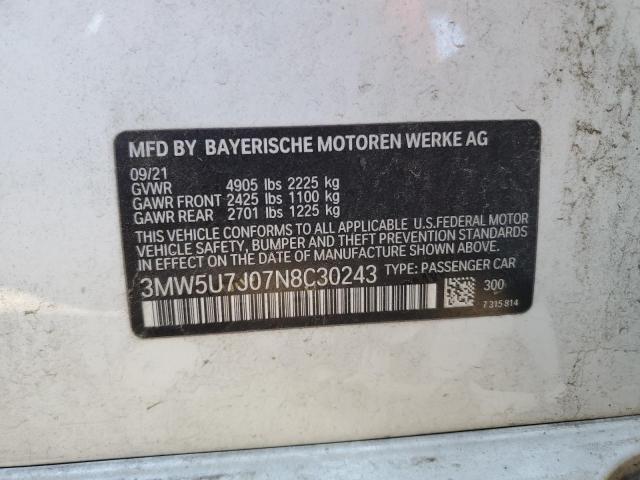 MFD BY BAYERISCHE MOTOREN WERKE AG
09/21
GVWR 4905 lbs 2225 kg
GAWR FRONT 2425 lbs 1100 kg
GAWR REAR 2701 lbs 1225 kg
THIS VEHICLE CONFORMS TO ALL APPLICABLE U.S.FEDERAL MOTOR
VEHICLE SAFETY, BUMPER AND THEFT PREVENTION STANDARDS
IN EFFECT ON THE DATE OF MANUFACTURE SHOWN ABOVE.
3MW5U7J07N8C30243 TYPE: PASSENGER CAR
300
7 315 814